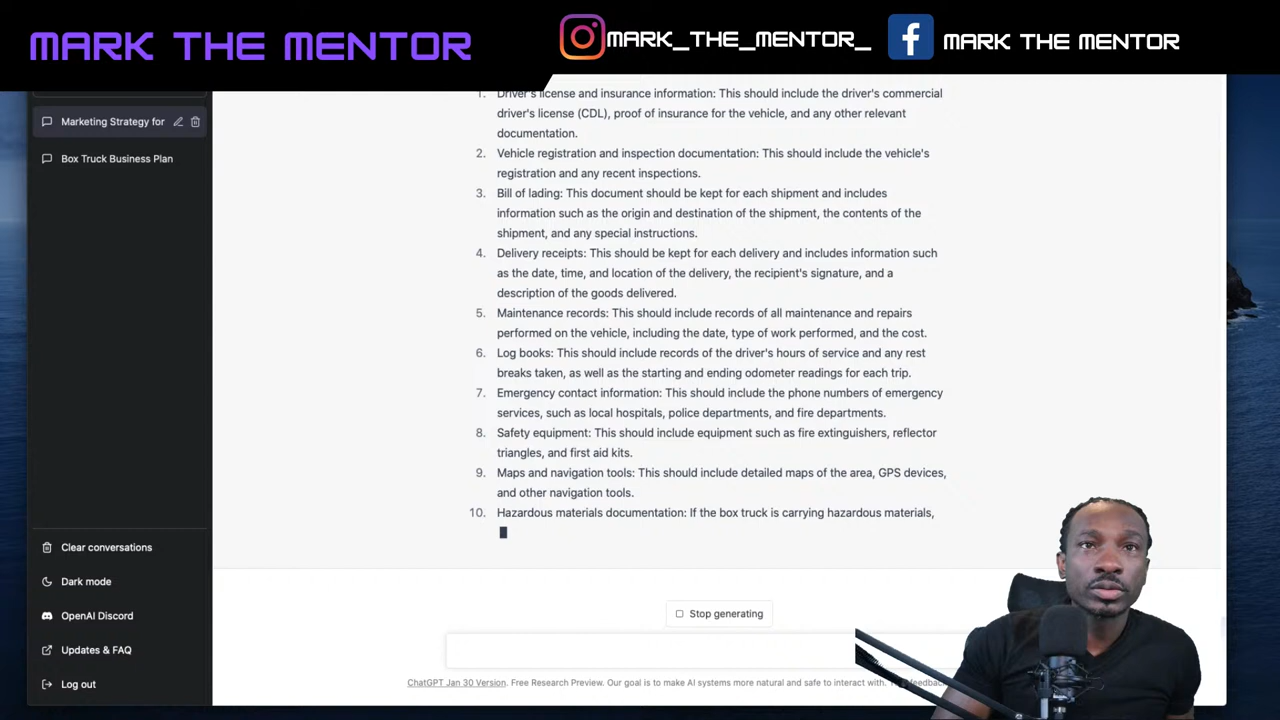 MARK THE MENTOR
MARK_THE_MENTOR_
MARK THE MENTOR
Marketing Strategy for
Box Truck Business Plan
1. Driver's license and insurance information: This should include the driver's commercial
driver's license (CDL), proof of insurance for the vehicle, and any other relevant
documentation.
2. Vehicle registration and inspection documentation: This should include the vehicle's
registration and any recent inspections.
3. Bill of lading: This document should be kept for each shipment and includes
information such as the origin and destination of the shipment, the contents of the
shipment, and any special instructions.
4. Delivery receipts: This should be kept for each delivery and includes information such
as the date, time, and location of the delivery, the recipient's signature, and a
description of the goods delivered.
5. Maintenance records: This should include records of all maintenance and repairs
performed on the vehicle, including the date, type of work performed, and the cost.
6. Log books: This should include records of the driver's hours of service and any rest
breaks taken, as well as the starting and ending odometer readings for each trip.
7. Emergency contact information: This should include the phone numbers of emergency
services, such as local hospitals, police departments, and fire departments.
8. Safety equipment: This should include equipment such as fire extinguishers, reflector
triangles, and first aid kits.
9. Maps and navigation tools: This should include detailed maps of the area, GPS devices,
and other navigation tools.
10. Hazardous materials documentation: If the box truck is carrying hazardous materials,
Clear conversations
Dark mode
OpenAI Discord
Updates & FAQ
Log out
Stop generating
ChatGPT Jan 30 Version. Free Research Preview. Our goal is to make AI systems more natural and safe to interact with. feedback